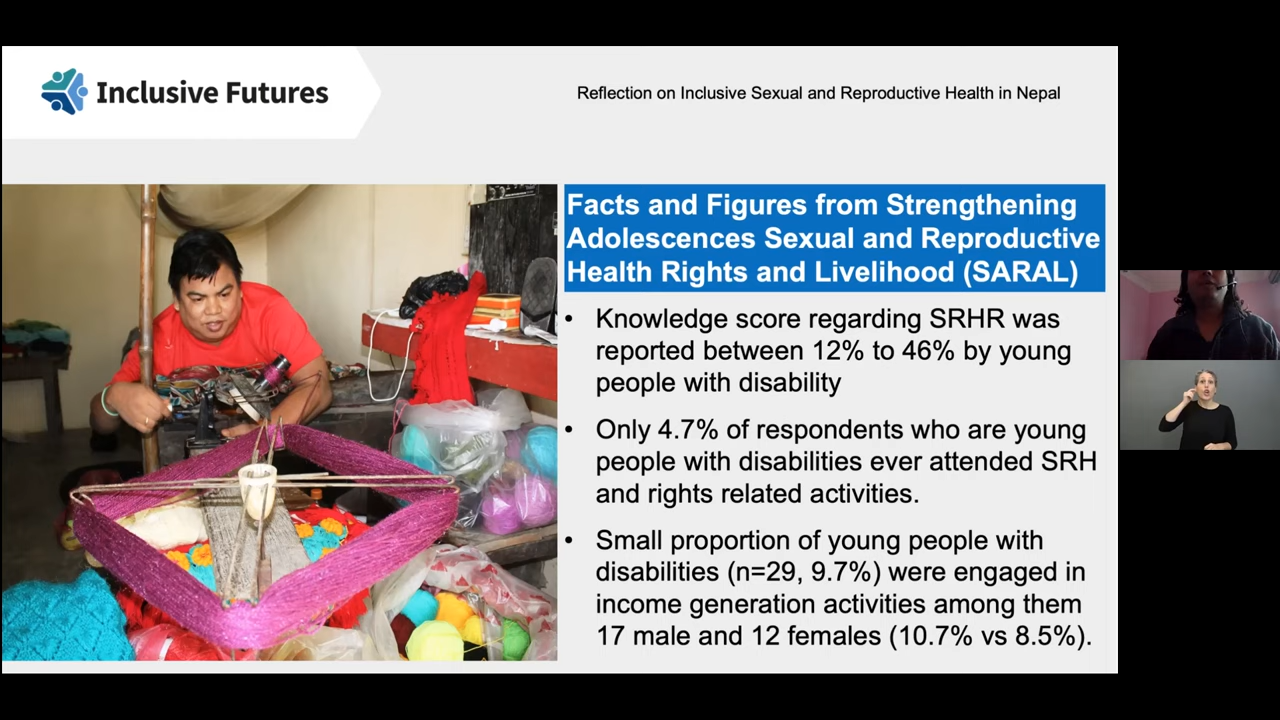 Inclusive Futures
Reflection on Inclusive Sexual and Reproductive Health in Nepal
Facts and Figures from Strengthening
Adolescences Sexual and Reproductive
Health Rights and Livelihood (SARAL)
• Knowledge score regarding SRHR was
reported between 12% to 46% by young
people with disability
• Only 4.7% of respondents who are young
people with disabilities ever attended SRH
and rights related activities.
• Small proportion of young people with
disabilities (n=29, 9.7%) were engaged in
income generation activities among them
17 male and 12 females (10.7% vs 8.5%).